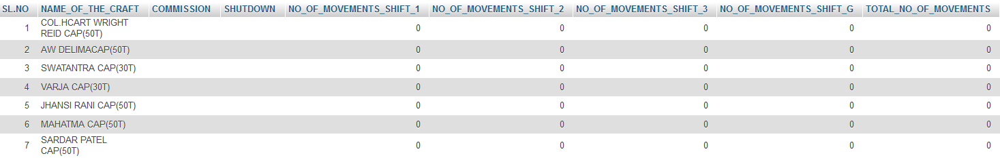 SL.NO NAME_OF_THE_CRAFT COMMISSION SHUTDOWN NO_OF_MOVEMENTS_SHIFT_1 NO_OF_MOVEMENTS_SHIFT_2 NO_OF_MOVEMENTS_SHIFT_3 NO_OF_MOVEMENTS_SHIFT_G TOTAL_NO_OF_MOVEMENTS
1 COL.HCART WRIGHT
REID CAP(50T) 0 0 0 0 0
2 AW DELIMACAP(50T) 0 0 0 0 0
3 SWATANTRA CAP(30T) 0 0 0 0 0
4 VARJA CAP(30T) 0 0 0 0 0
5 JHANSI RANI CAP(50T) 0 0 0 0 0
6 MAHATMA CAP(50T) 0 0 0 0 0
7 SARDAR PATEL
CAP(50T) 0 0 0 0 0